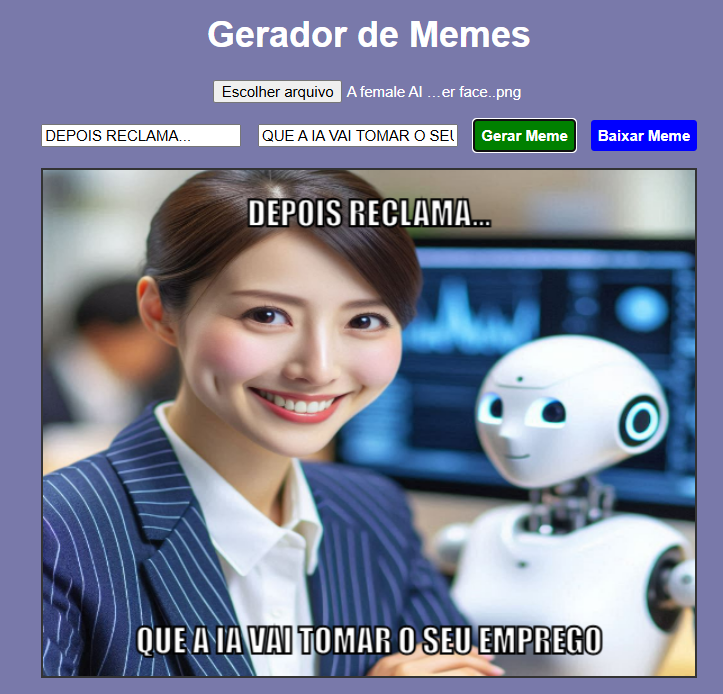 Gerador de Memes
Escolher arquivo A female AI ...er face..png
DEPOIS RECLAMA... QUE A IA VAI TOMAR O SEU Gerar Meme Baixar Meme
DEPOIS RECLAMA...
QUE A IA VAI TOMAR O SEU EMPREGO